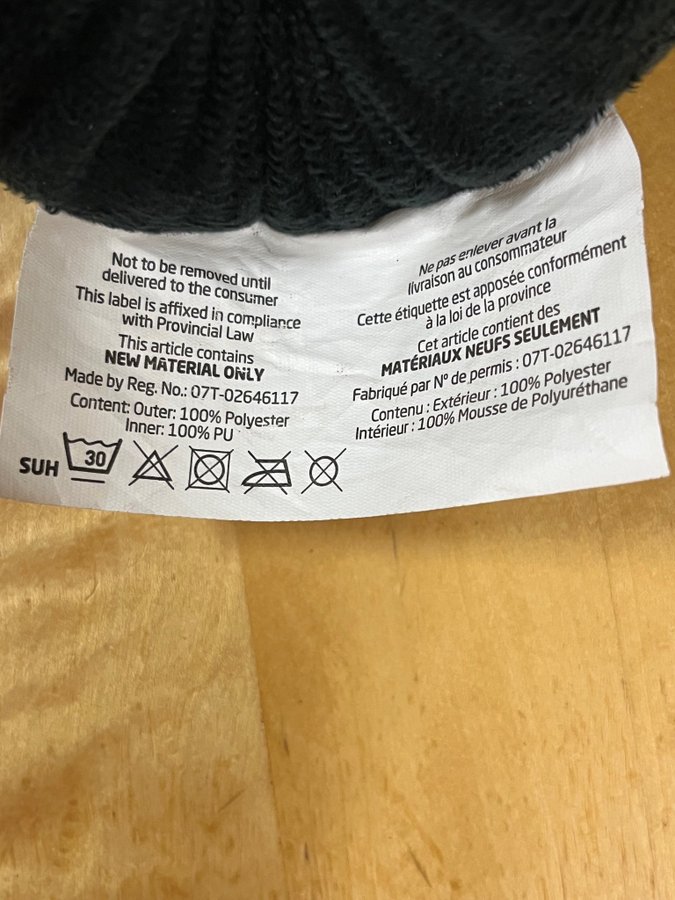 Not to be removed until
delivered to the consumer
This label is affixed in compliance
with Provincial Law
This article contains
NEW MATERIAL ONLY
Made by Reg. No.: 07T-02646117
Content: Outer: 100% Polyester
Inner: 100% PU
SUH 30
Ne pas enlever avant la
livraison au consommateur
Cette étiquette est apposée conformément
à la loi de la province
Cet article contient des
MATÉRIAUX NEUFS SEULEMENT
Fabriqué par N° de permis : 07T-02646117
Contenu : Extérieur : 100% Polyester
Intérieur : 100% Mousse de Polyuréthane